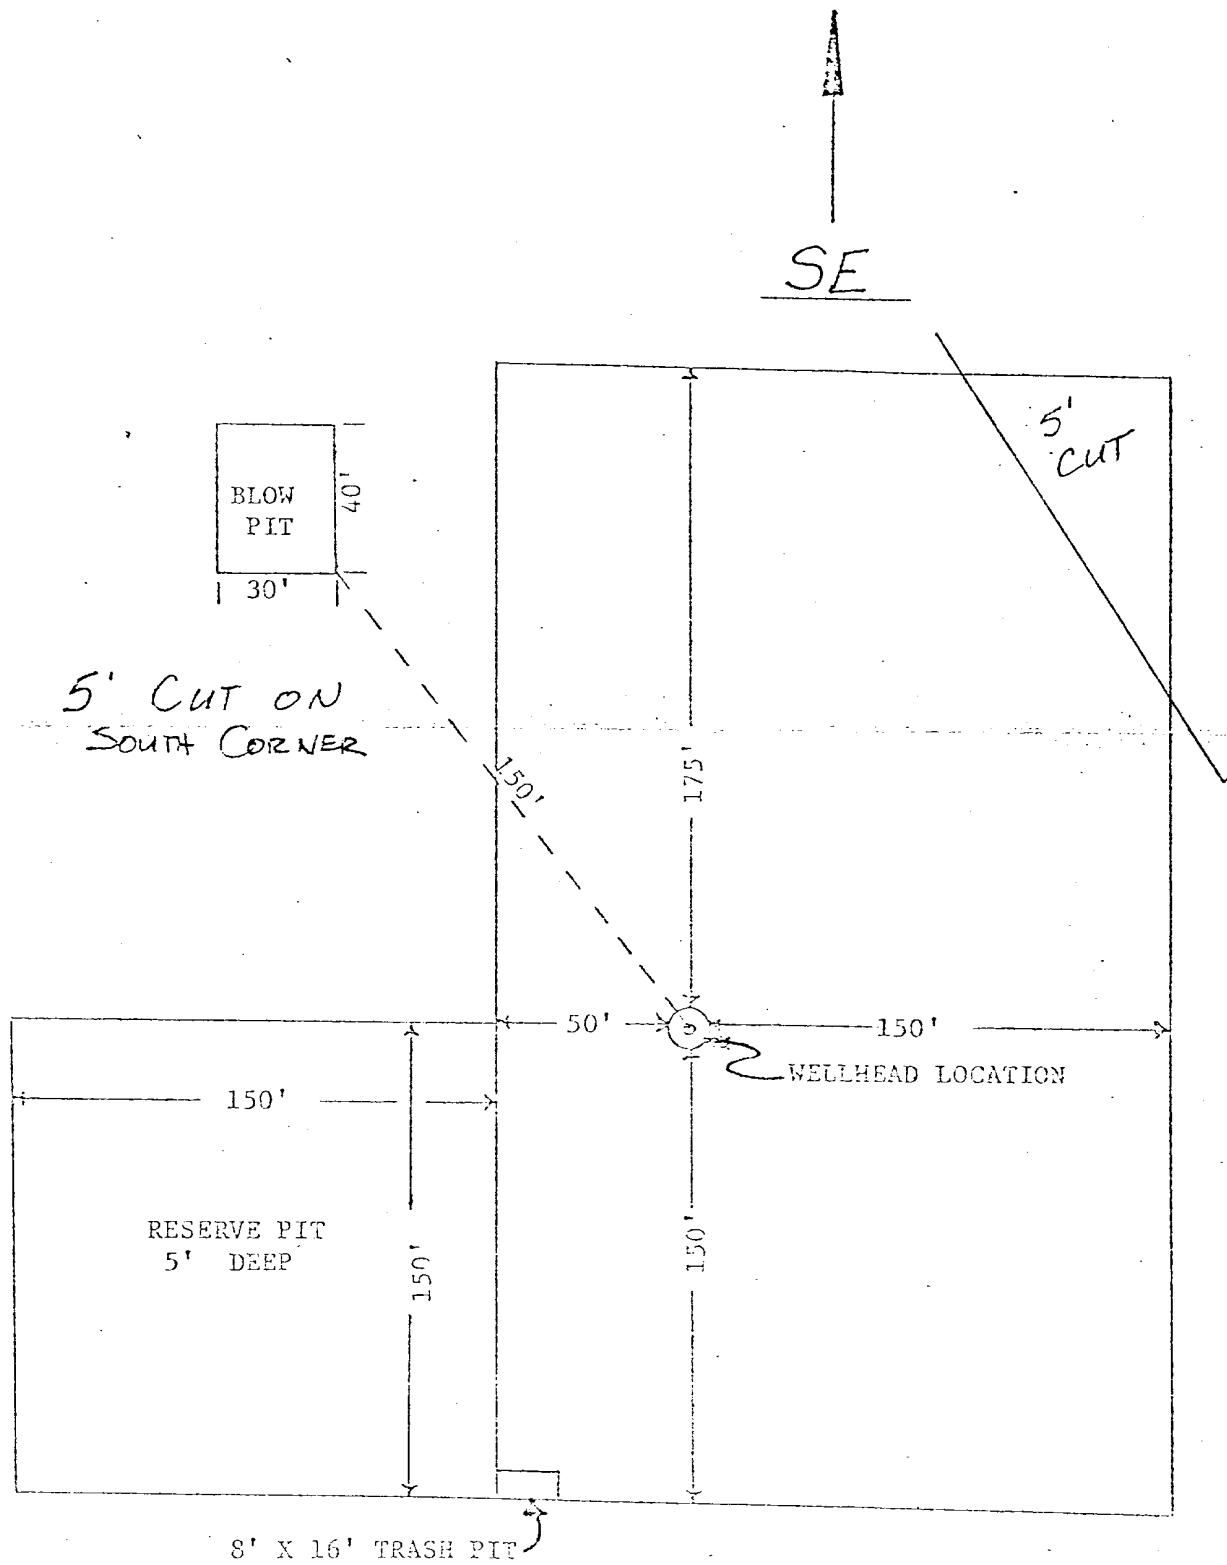 SE
5'
CUT
BLOW
PIT
40'
30'
5' CUT ON
SOUTH CORNER
150'
175'
50'
150'
WELLHEAD LOCATION
150'
RESERVE PIT
5' DEEP
150'
150'
8' X 16' TRASH PIT